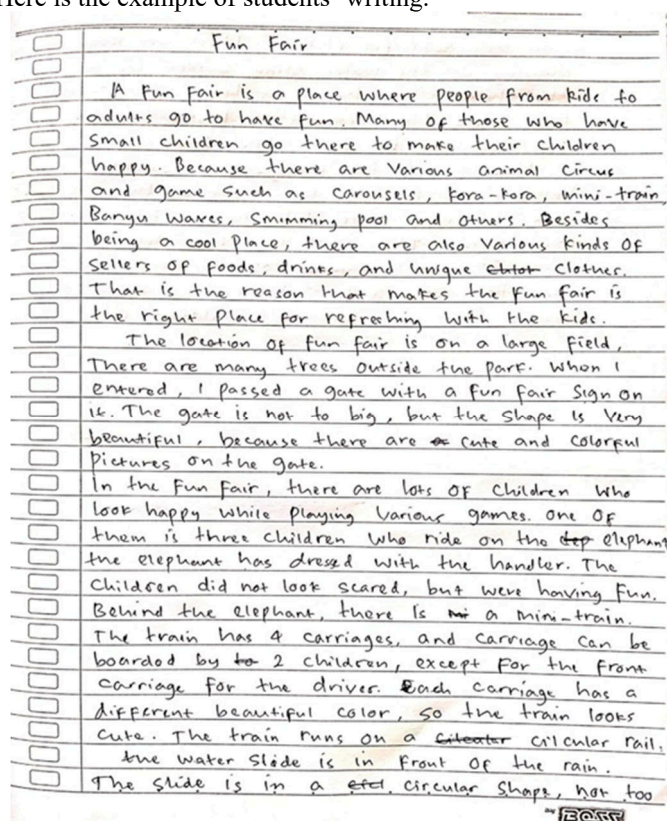 Here is the example of students' writing.
Fun Fair
A Fun Fair is a place where people from kids to
adults go to have fun. Many of those who have
small children go there to make their children
happy. Because there are various animal circus
and game such as carousels, kora-kora, mini-train,
Banyu waves, Smimming pool and others. Besides
being a cool place, there are also various kinds of
sellers of foods, drinks, and unique clothes.
That is the reason that makes the fun fair is
the right place for refreshing with the kids.
The location of fun fair is on a large field,
There are many trees outside the park. When I
entered, I passed a gate with a fun fair sign on
it. The gate is not to big, but the shape is very
beautiful, because there are cute and colorful
pictures on the gate.
In the Fun Fair, there are lots of children who
look happy while playing various games. One of
them is three children who ride on the elephant
the elephant has dressed with the handler. The
children did not look scared, but were having fun.
Behind the elephant, there is a mini-train.
The train has 4 carriages, and carriage can be
boarded by 2 children, except for the front
carriage for the driver. Each carriage has a
different beautiful color, so the train looks
cute. The train runs on a cilcular rail.
the water slide is in front of the rain.
The slide is in a circular shape, not too
BOSS